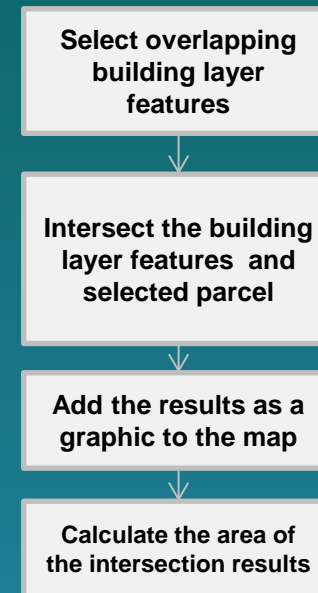 Select overlapping
building layer
features
Intersect the building
layer features and
selected parcel
Add the results as a
graphic to the map
Calculate the area of
the intersection results